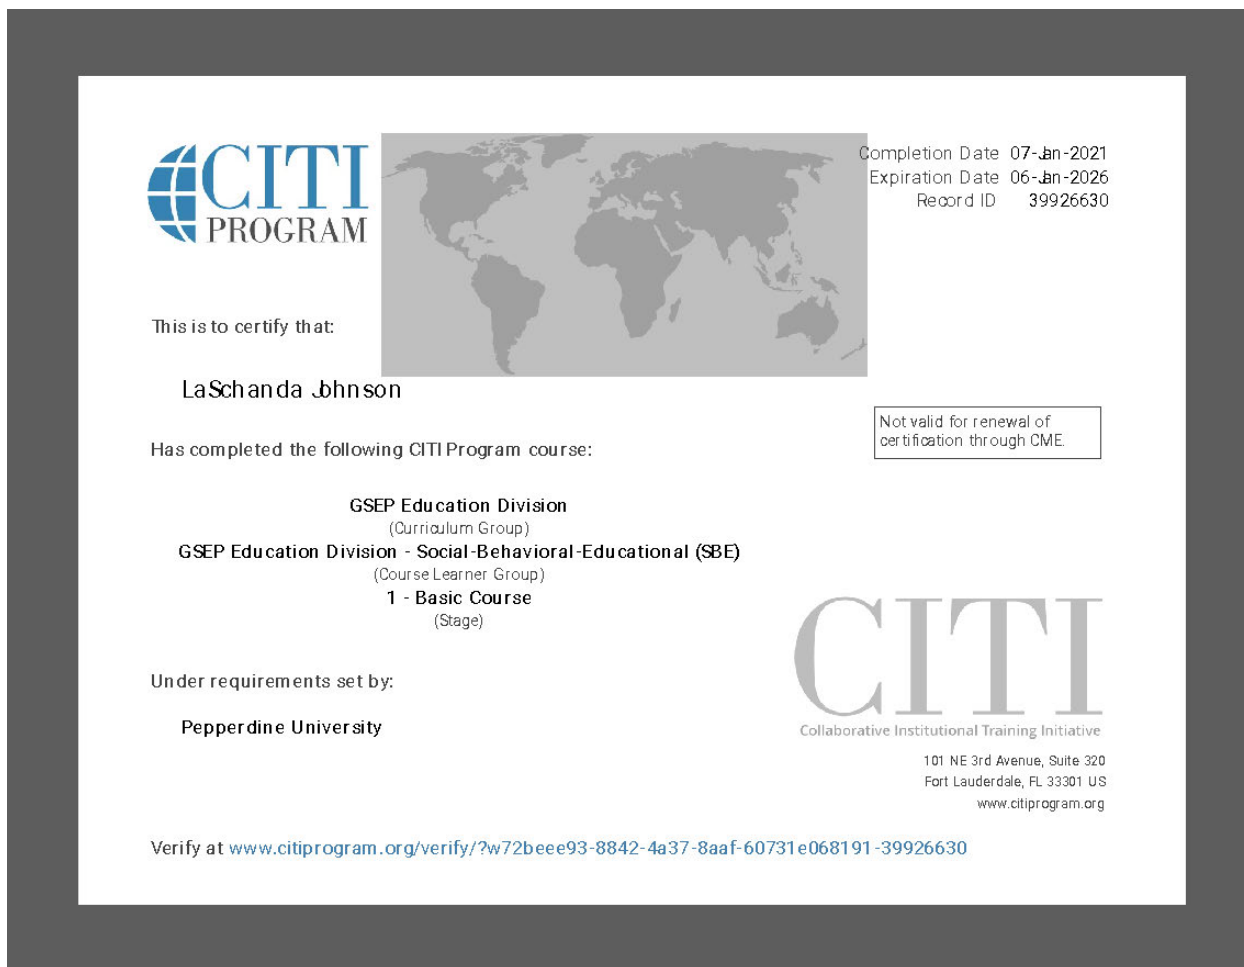 CITI
PROGRAM
Completion Date 07-Jan-2021
Expiration Date 06-Jan-2026
Record ID 39926630
This is to certify that:
LaSchanda Johnson
Not valid for renewal of
certification through CME.
Has completed the following CITI Program course:
GSEP Education Division
(Curriculum Group)
GSEP Education Division - Social-Behavioral-Educational (SBE)
(Course Learner Group)
1 - Basic Course
(Stage)
Under requirements set by:
Pepperdine University
CITI
Collaborative Institutional Training Initiative
101 NE 3rd Avenue, Suite 320
Fort Lauderdale, FL 33301 US
www.citiprogram.org
Verify at www.citiprogram.org/verify/?w72beee93-8842-4a37-8aaf-60731e068191-39926630